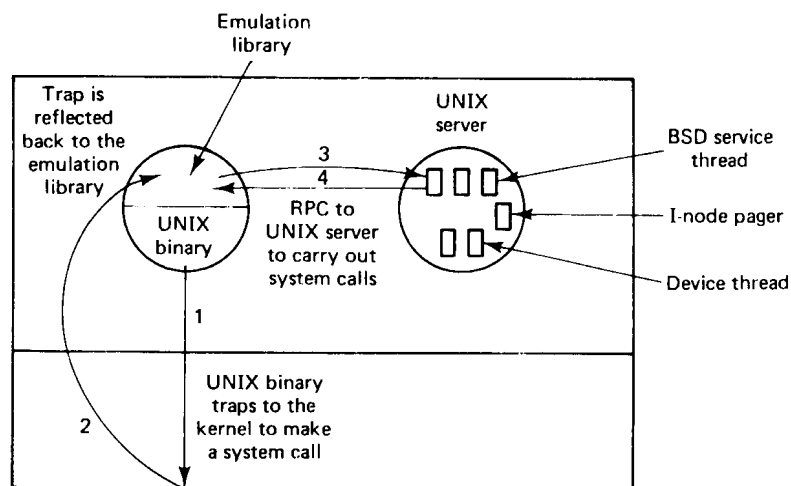 Emulation
library
Trap is
reflected
back to the
emulation
library
UNIX
server
BSD service
thread
3
4
I-node pager
UNIX
binary
RPC to
UNIX server
to carry out
system calls
Device thread
1
2
UNIX binary
traps to the
kernel to make
a system call